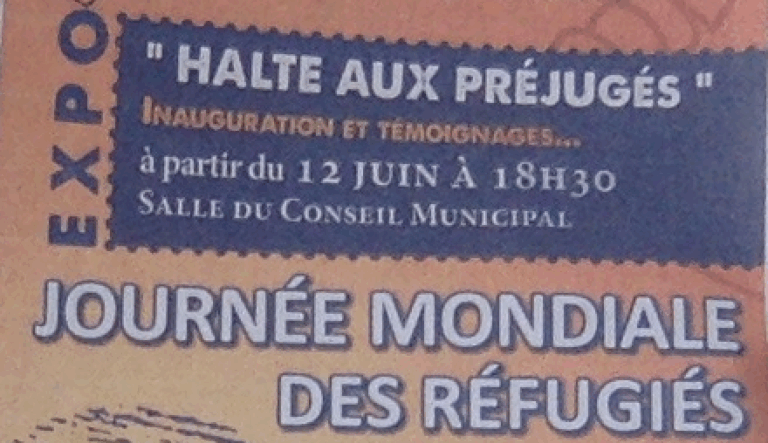 EXPO
" HALTE AUX PRÉJUGÉS "
INAUGURATION ET TÉMOIGNAGES...
à partir du 12 JUIN À 18H30
SALLE DU CONSEIL MUNICIPAL
JOURNÉE MONDIALE
DES RÉFUGIÉS